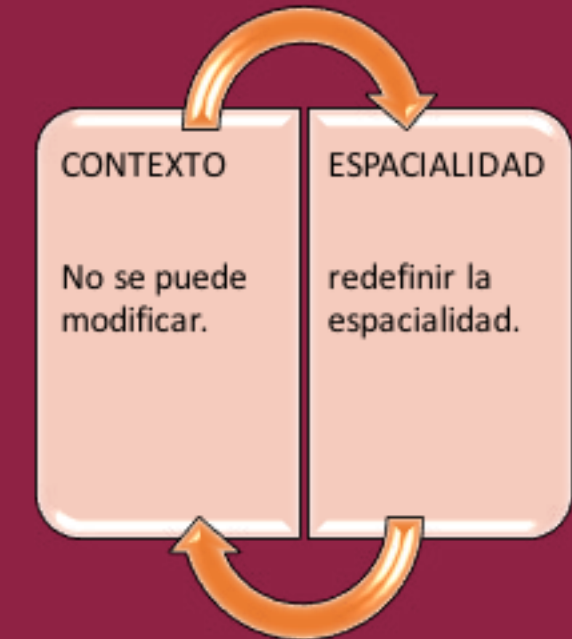 CONTEXTO
No se puede
modificar.
ESPACIALIDAD
redefinir la
espacialidad.